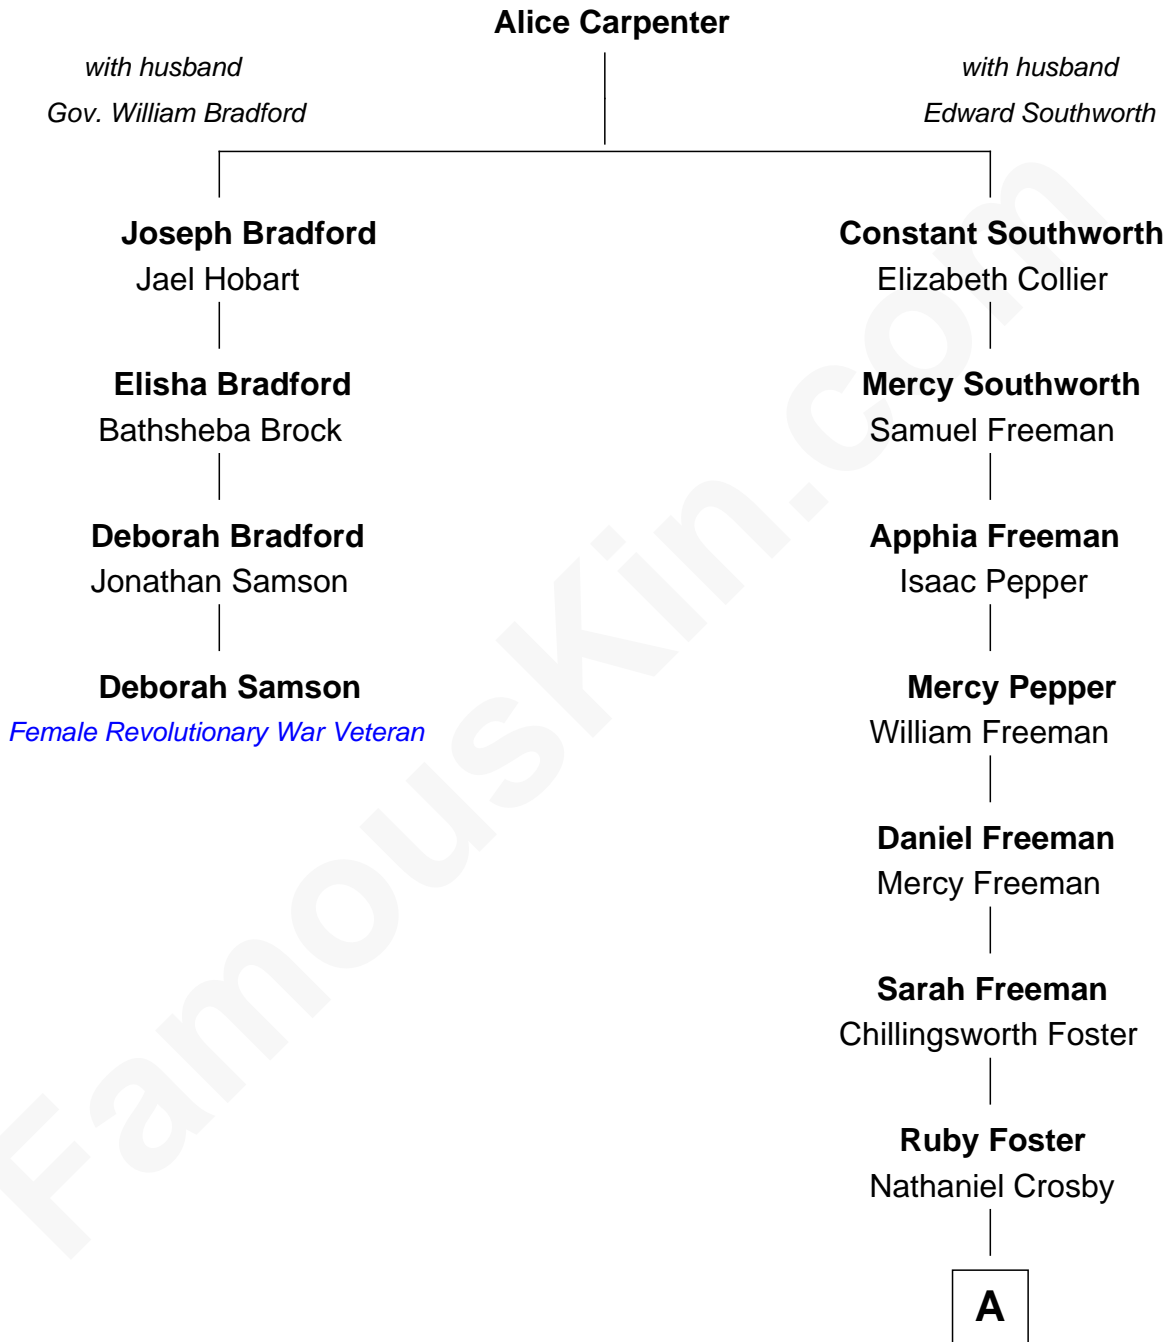 Alice Carpenter
with husband
Gov. William Bradford
with husband
Edward Southworth
Joseph Bradford
Jael Hobart
Constant Southworth
Elizabeth Collier
Elisha Bradford
Bathsheba Brock
Mercy Southworth
Samuel Freeman
Deborah Bradford
Jonathan Samson
Apphia Freeman
Isaac Pepper
Deborah Samson
Female Revolutionary War Veteran
Mercy Pepper
William Freeman
Daniel Freeman
Mercy Freeman
Sarah Freeman
Chillingsworth Foster
Ruby Foster
Nathaniel Crosby
A
FamousKin.com